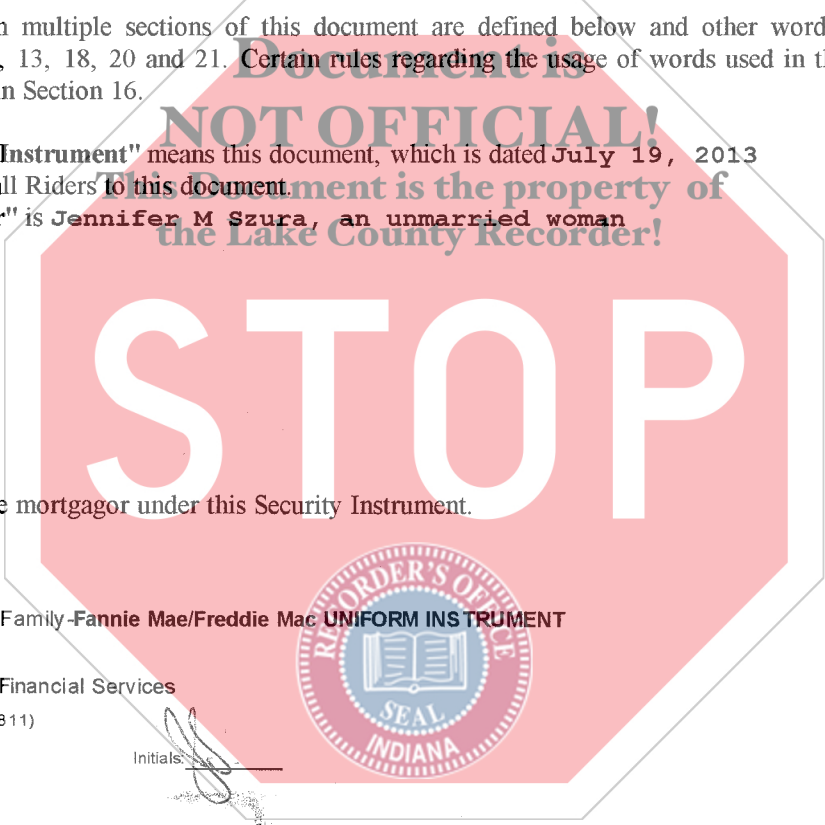 n multiple sections of this document are defined below and other word
, 13, 18, 20 and 21. Certain rules regarding the usage of words used in t
in Section 16.
Document is
NOT OFFICIAL!
Instrument" means this document, which is dated July 19, 2013
ll Riders to this document.
This Document is the property of
r" is Jennifer M Szura, an unmarried woman
the Lake County Recorder!
STOP
e mortgagor under this Security Instrument.
RECORDER'S OFFICE
Family-Fannie Mae/Freddie Mac UNIFORM INSTRUMENT
Financial Services
811)
SEAL
INDIANA
Initials: